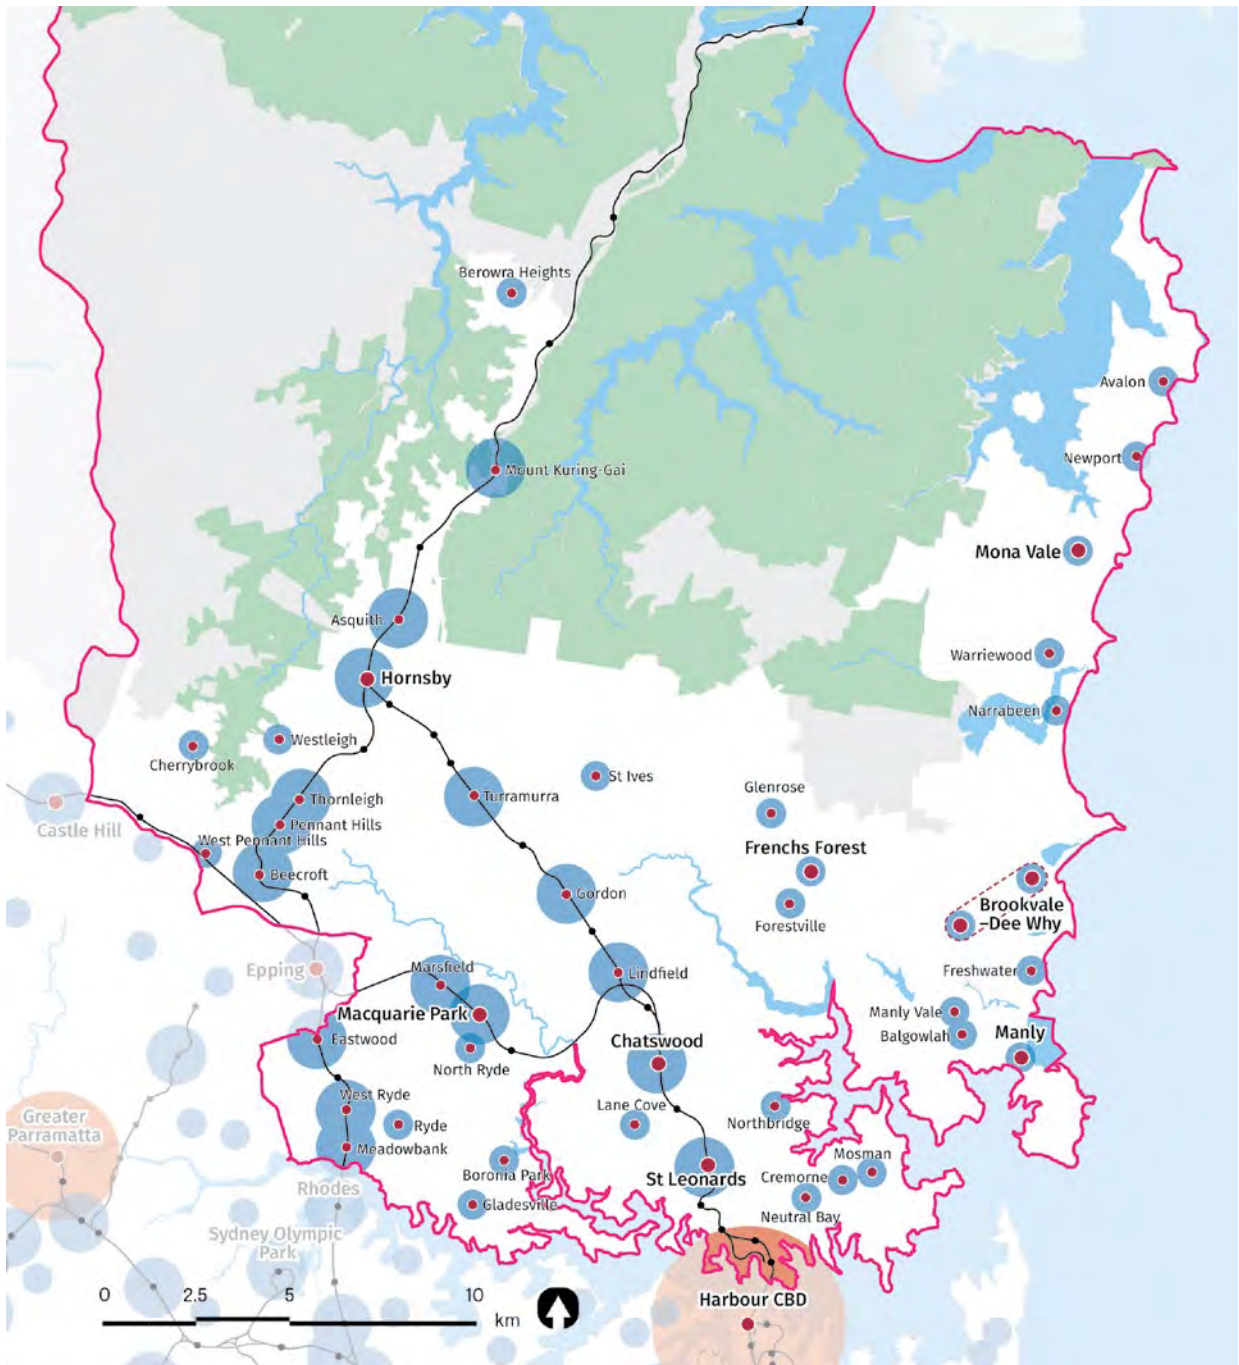 Berowra Heights
Avalon
Newport
Mount Kuring-Gai
Mona Vale
Asquith
Warriewood
Hornsby
Narrabeen
Westleigh
Cherrybrook
St Ives
Glenrose
Thornleigh
Turramurra
Castle Hill
Pennant Hills
West Pennant Hills
Frenchs Forest
Beecroft
Gordon
Brookvale
–Dee Why
Forestville
Epping
Marsfield
Lindfield
Freshwater
Macquarie Park
Manly Vale
Eastwood
Chatswood
Balgowlah
Manly
North Ryde
West Ryde
Lane Cove
Greater
Parramatta
Ryde
Northbridge
Meadowbank
Mosman
Boronia Park
St Leonards
Cremorne
Rhodes
Gladesville
Neutral Bay
Sydney Olympic
Park
0 2.5 5 10
km
Harbour CBD